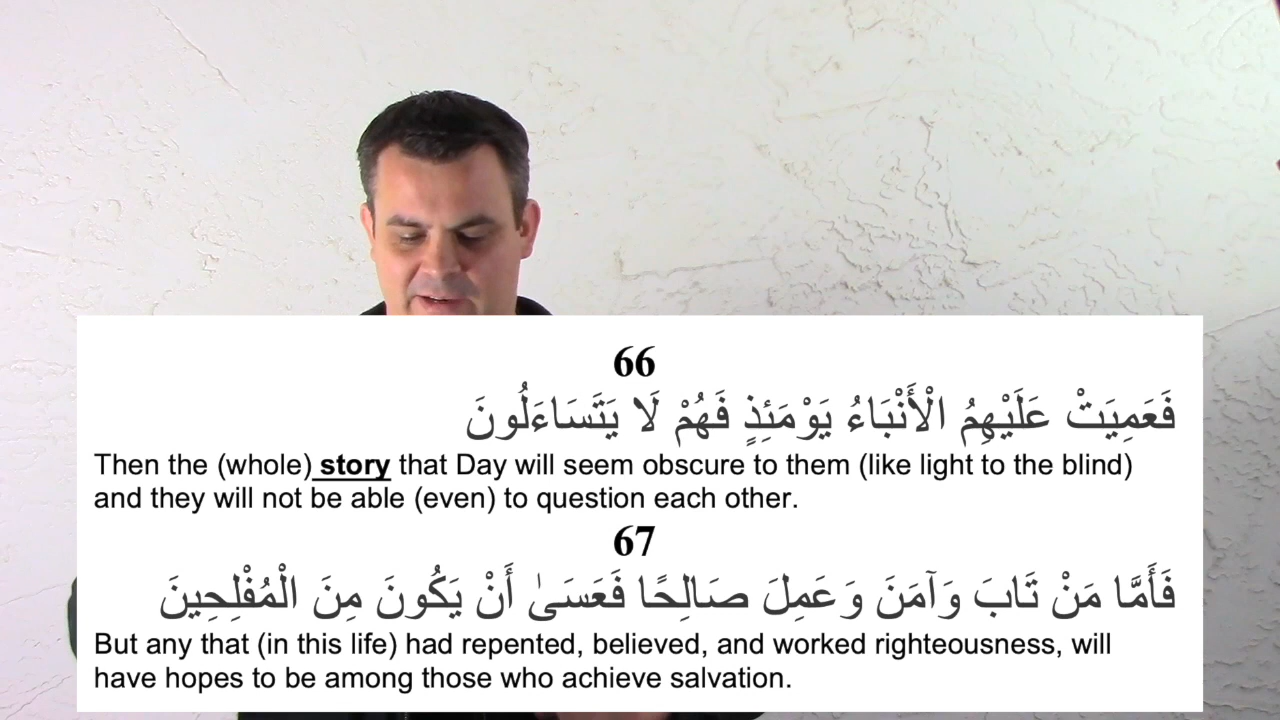 66
فَعَمِيَتْ عَلَيْهِمُ الْأَنْبَاءُ يَوْمَئِذٍ فَهُمْ لَا يَتَسَاءَلُونَ
Then the (whole) story that Day will seem obscure to them (like light to the blind)
and they will not be able (even) to question each other.
67
فَأَمَّا مَنْ تَابَ وَآمَنَ وَعَمِلَ صَالِحًا فَعَسَىٰ أَنْ يَكُونَ مِنَ الْمُفْلِحِينَ
But any that (in this life) had repented, believed, and worked righteousness, will
have hopes to be among those who achieve salvation.